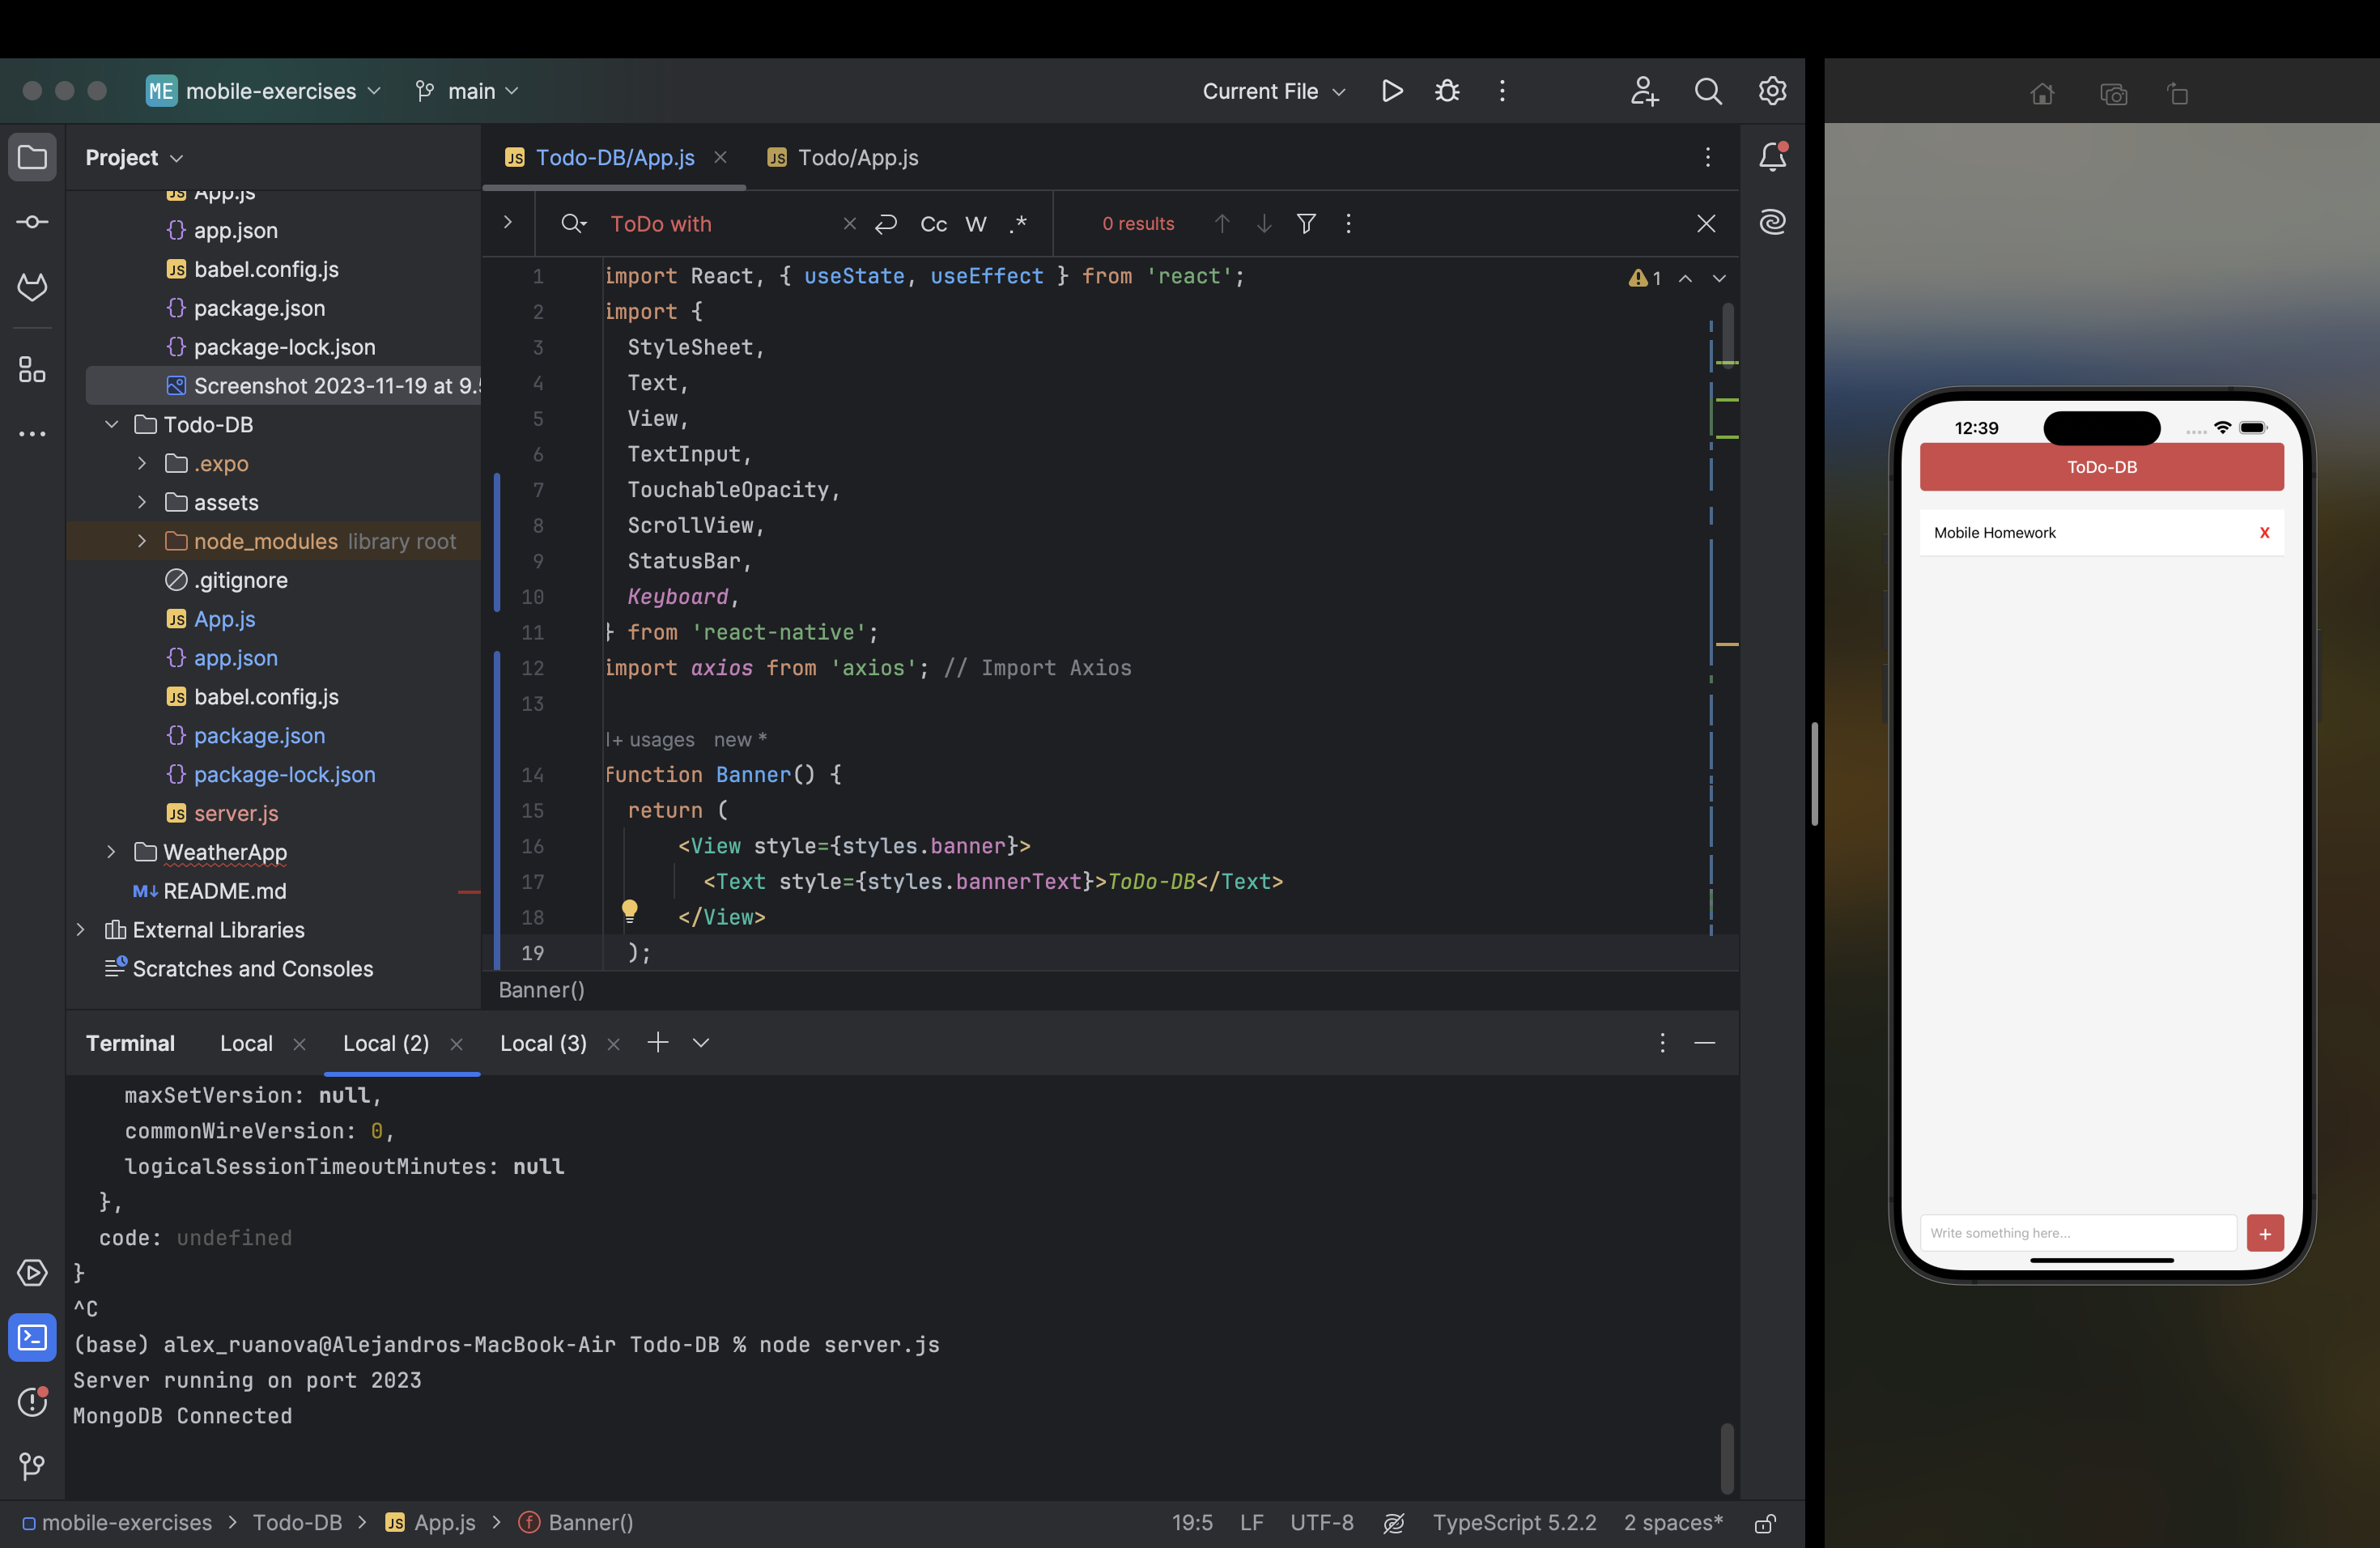 ME mobile-exercises main Current File
Project
App.js
app.json
babel.config.js
package.json
package-lock.json
Screenshot 2023-11-19 at 9.5
Todo-DB
.expo
assets
node_modules library root
.gitignore
App.js
app.json
babel.config.js
package.json
package-lock.json
server.js
WeatherApp
README.md
External Libraries
Scratches and Consoles
Todo-DB/App.js Todo/App.js
ToDo with Cc W .* 0 results
1 import React, { useState, useEffect } from 'react'; 1
2 import {
3 StyleSheet,
4 Text,
5 View,
6 TextInput,
7 TouchableOpacity,
8 ScrollView,
9 StatusBar,
10 Keyboard,
11 } from 'react-native';
12 import axios from 'axios'; // Import Axios
13
1+ usages new *
14 function Banner() {
15 return (
16 <View style={styles.banner}>
17 <Text style={styles.bannerText}>ToDo-DB</Text>
18 </View>
19 );
Banner()
Terminal Local Local (2) Local (3)
maxSetVersion: null,
commonWireVersion: 0,
logicalSessionTimeoutMinutes: null
},
code: undefined
}
^C
(base) alex_ruanova@Alejandros-MacBook-Air Todo-DB % node server.js
Server running on port 2023
MongoDB Connected
mobile-exercises > Todo-DB > App.js > Banner() 19:5 LF UTF-8 TypeScript 5.2.2 2 spaces*
12:39
ToDo-DB
Mobile Homework X
Write something here... +